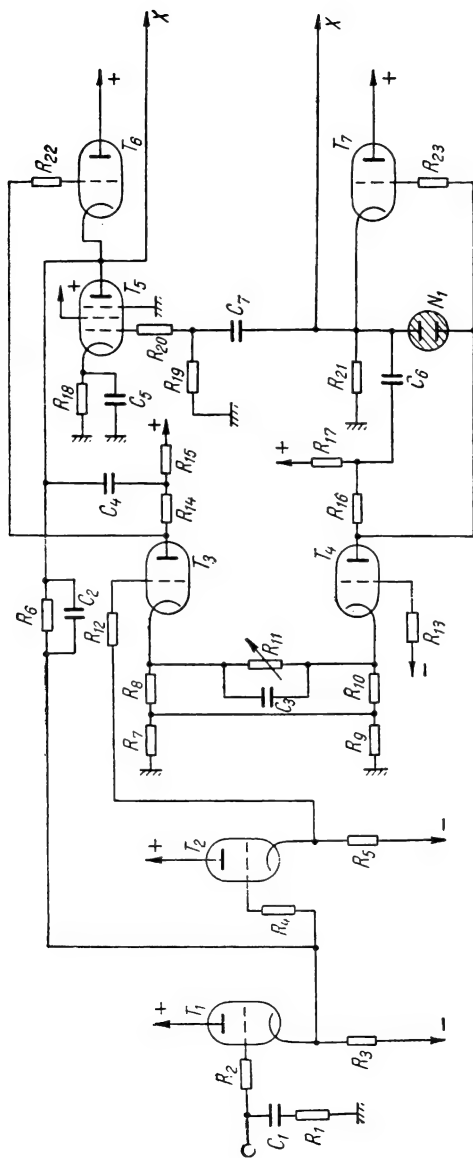 X
X
+
+
T6
T7
R22
R23
+
T5
N1
R20
C7
R21
C6
R18
C5
R19
R17
+
+
R15
C4
R14
R16
T3
T4
R6
C2
R12
R13
−
R11
C3
R8
R10
R7
R9
+
T2
R5
−
R4
+
T1
R3
−
R2
C1
R1